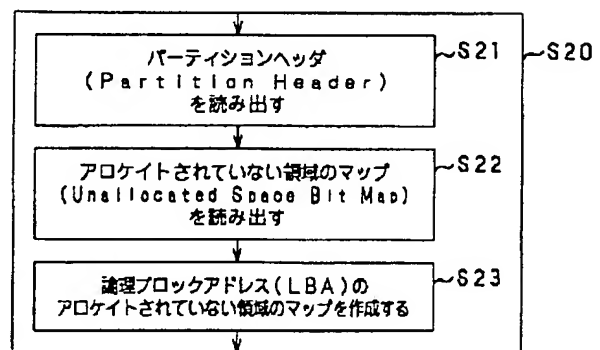 パーティションヘッダ
(Partition Header)
を読み出す
S21
S20
アロケイトされていない領域のマップ
(Unallocated Space Bit Map)
を読み出す
S22
論理ブロックアドレス(LBA)の
アロケイトされていない領域のマップを作成する
S23